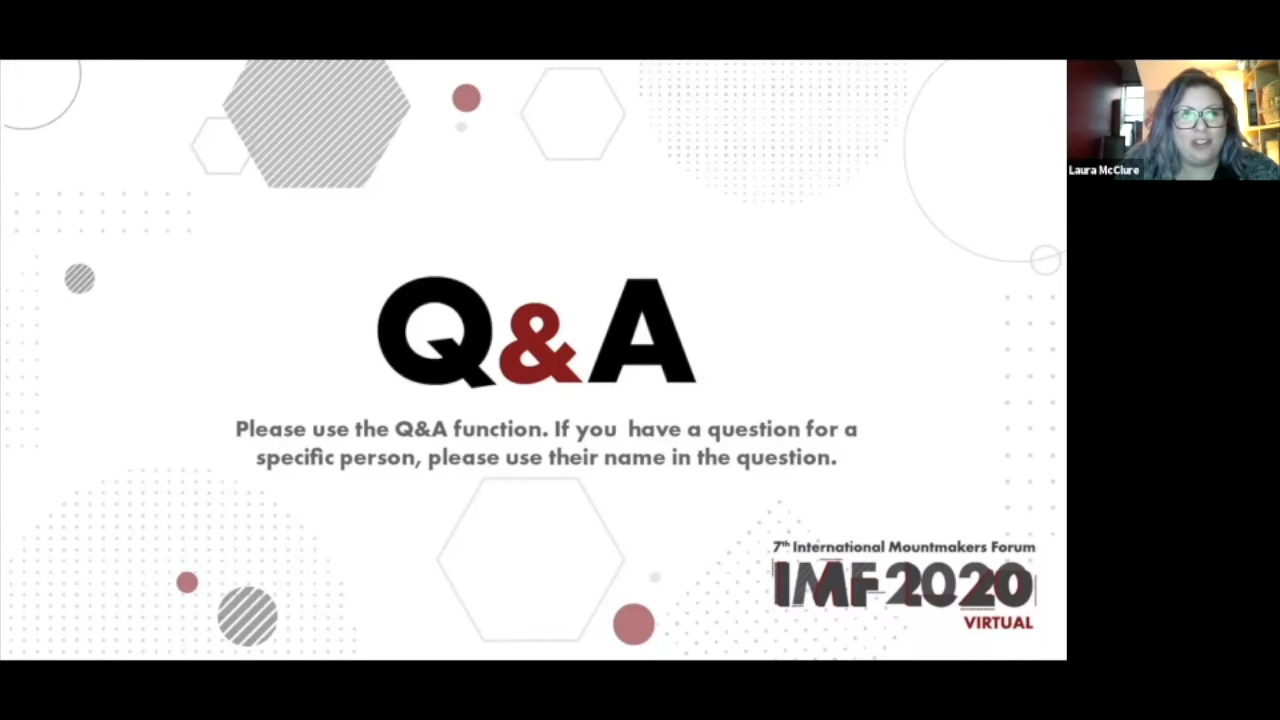 Laura McClure
Q&A
Please use the Q&A function. If you have a question for a
specific person, please use their name in the question.
7th International Mountmakers Forum
IMF 2020
VIRTUAL